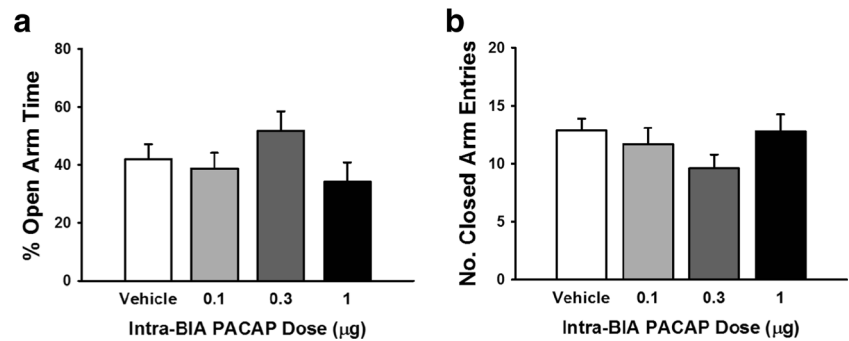 a
80
60
40
20
0
% Open Arm Time
Vehicle 0.1 0.3 1
Intra-BIA PACAP Dose (μg)
b
20
15
10
5
0
No. Closed Arm Entries
Vehicle 0.1 0.3 1
Intra-BIA PACAP Dose (μg)